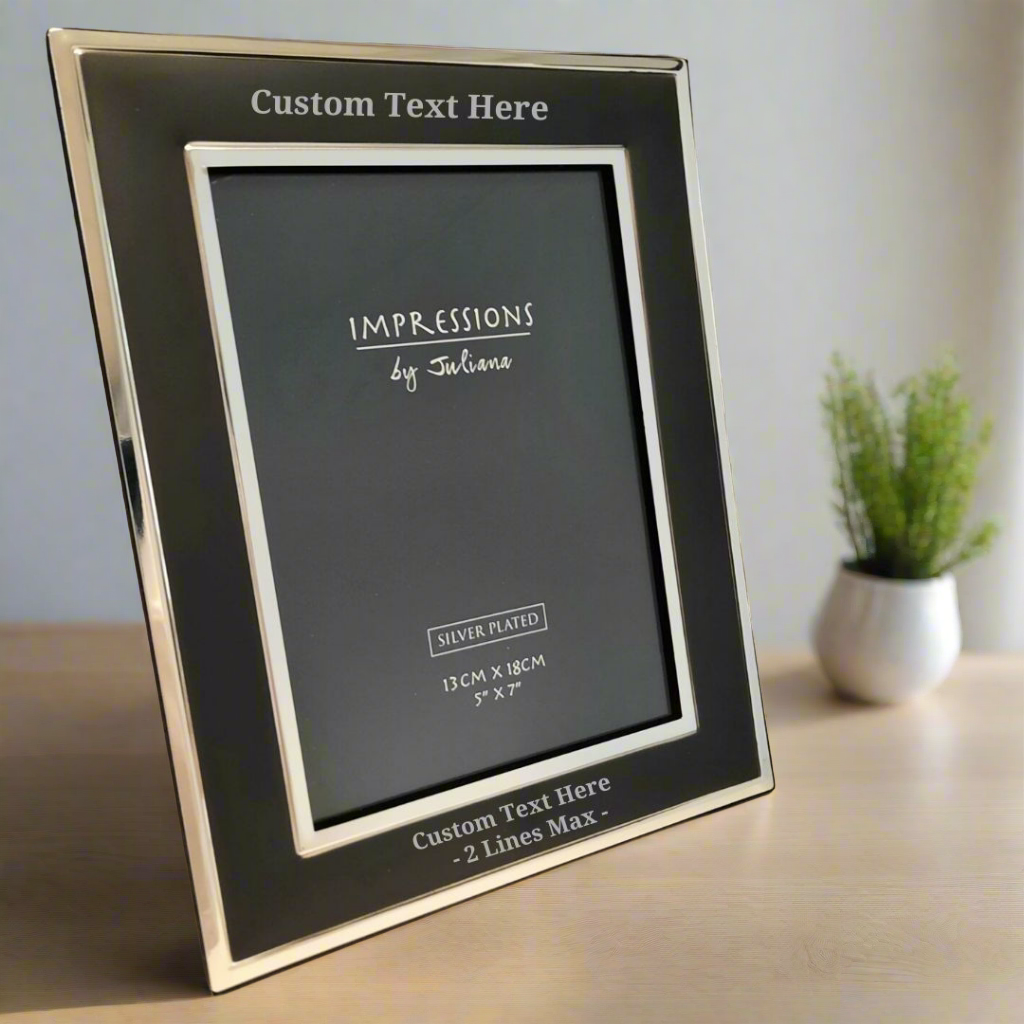 Custom Text Here
IMPRESSIONS
by Juliana
SILVER PLATED
13CM X 18CM
5" X 7"
Custom Text Here
- 2 Lines Max -